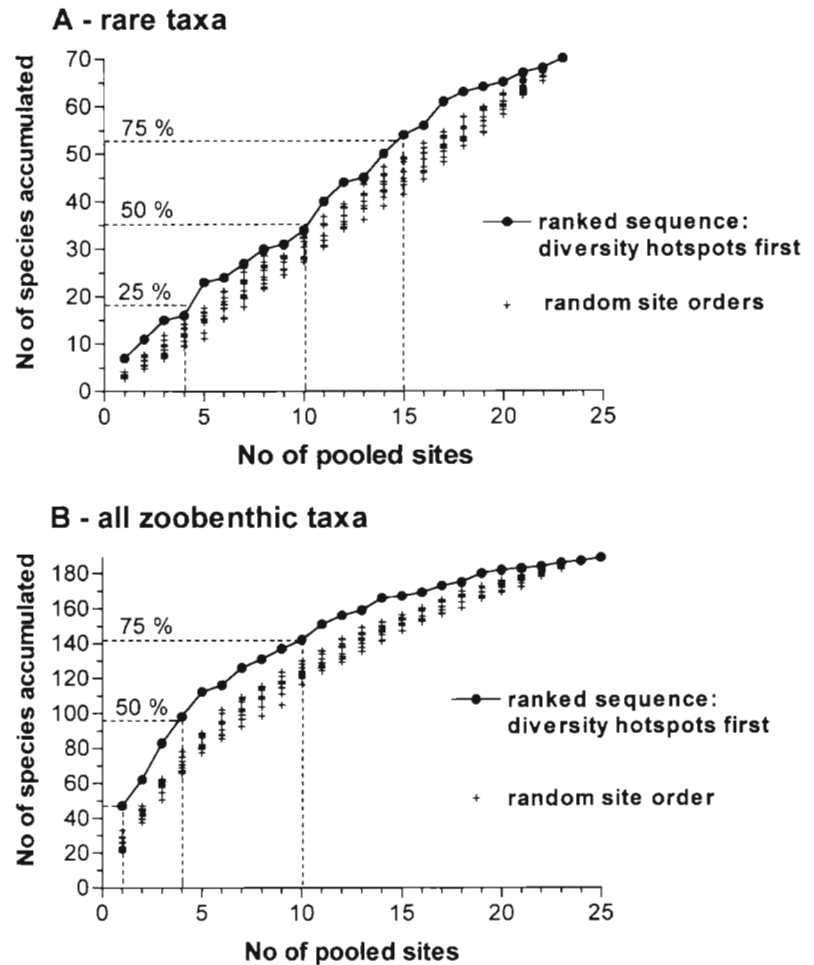 A - rare taxa
No of species accumulated
70
60
50
40
30
20
10
0
75 %
50 %
25 %
ranked sequence:
diversity hotspots first
random site orders
0 5 10 15 20 25
No of pooled sites
B - all zoobenthic taxa
No of species accumulated
180
160
140
120
100
80
60
40
20
0
75 %
50 %
ranked sequence:
diversity hotspots first
random site order
0 5 10 15 20 25
No of pooled sites